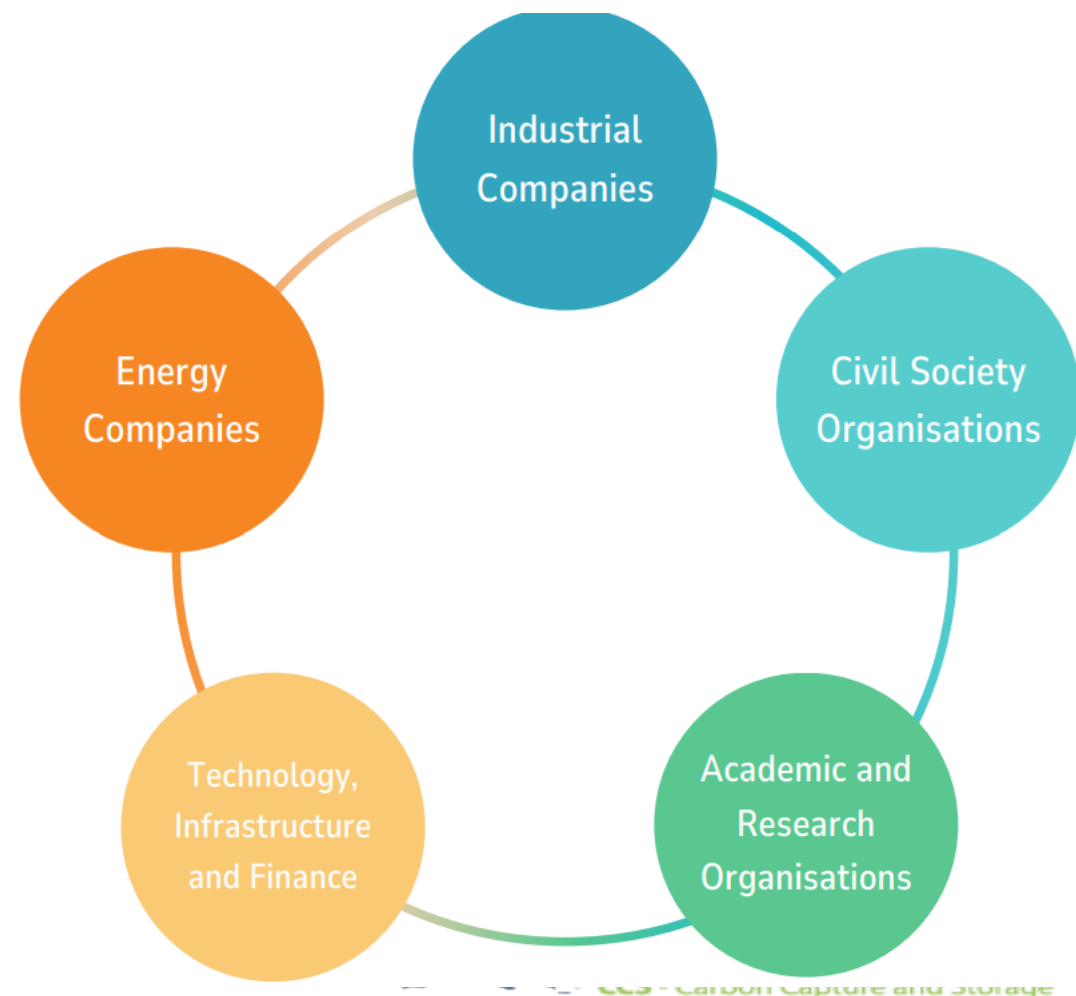 Industrial
Companies
Energy
Companies
Civil Society
Organisations
Technology,
Infrastructure
and Finance
Academic and
Research
Organisations
CCS - Carbon Capture and Storage